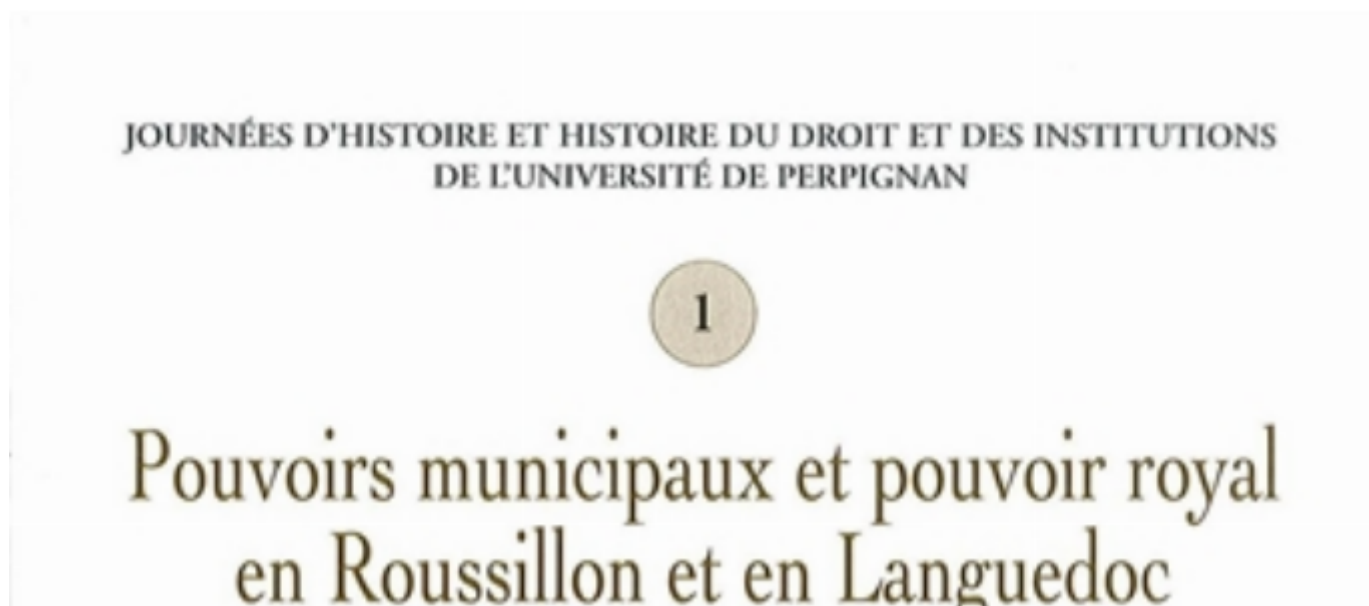 JOURNÉES D'HISTOIRE ET HISTOIRE DU DROIT ET DES INSTITUTIONS
DE L'UNIVERSITÉ DE PERPIGNAN
1
Pouvoirs municipaux et pouvoir royal
en Roussillon et en Languedoc